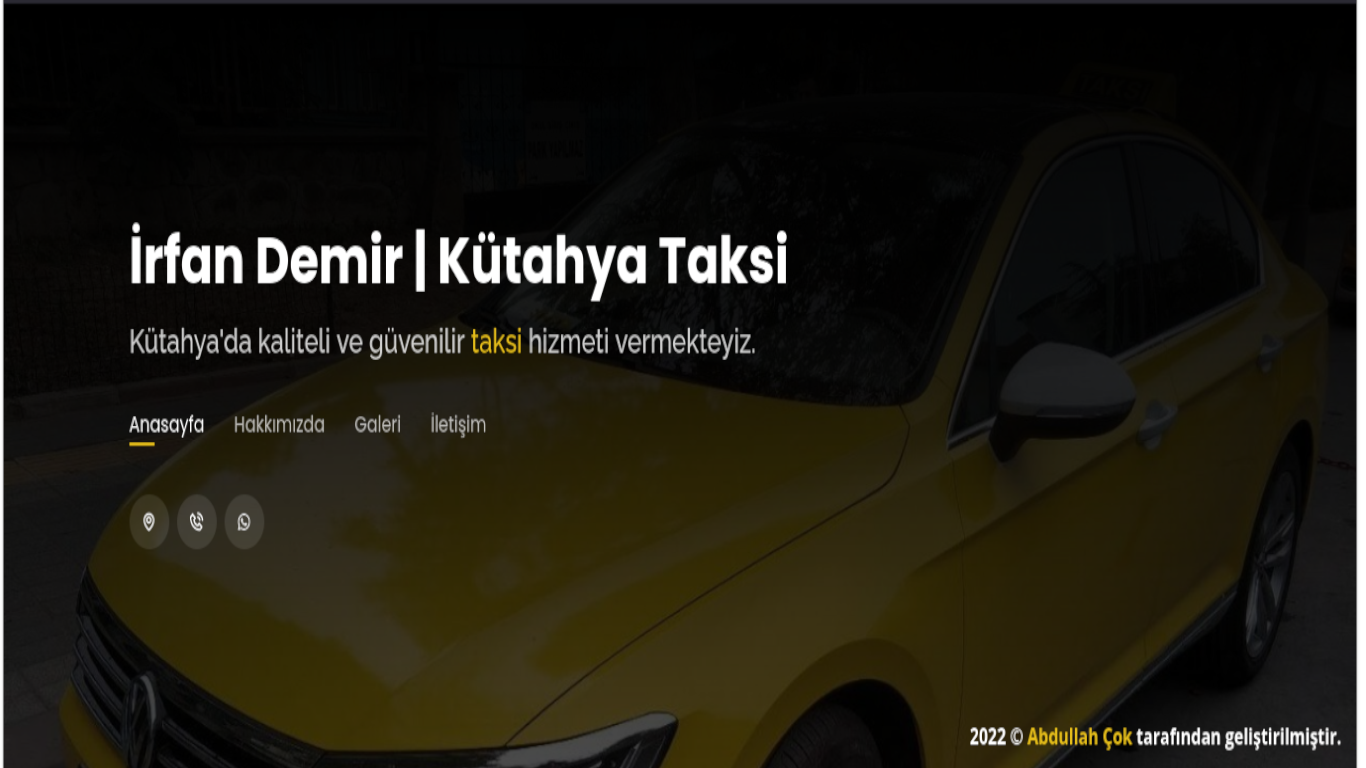 İrfan Demir | Kütahya Taksi
Kütahya'da kaliteli ve güvenilir taksi hizmeti vermekteyiz.
Anasayfa Hakkımızda Galeri İletişim
2022 © Abdullah Çok tarafından geliştirilmiştir.